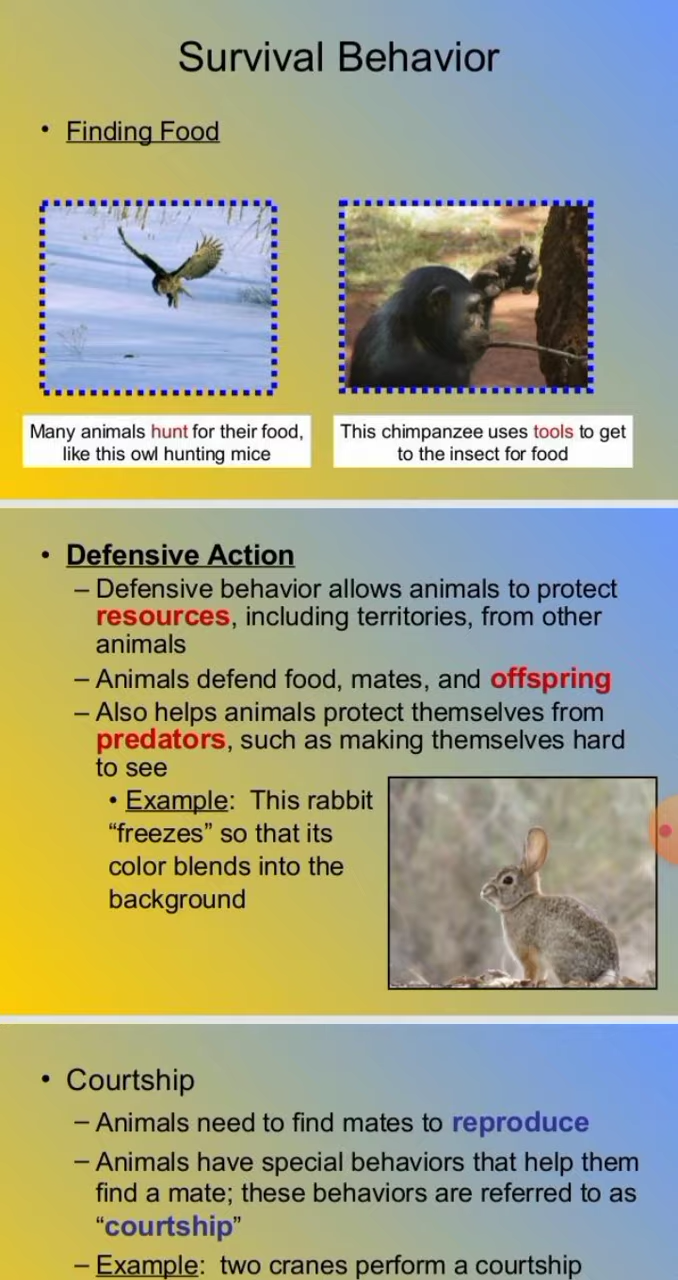 Survival Behavior
• Finding Food
Many animals hunt for their food,
like this owl hunting mice
This chimpanzee uses tools to get
to the insect for food
• Defensive Action
– Defensive behavior allows animals to protect
resources, including territories, from other
animals
– Animals defend food, mates, and offspring
– Also helps animals protect themselves from
predators, such as making themselves hard
to see
• Example: This rabbit
“freezes” so that its
color blends into the
background
• Courtship
– Animals need to find mates to reproduce
– Animals have special behaviors that help them
find a mate; these behaviors are referred to as
“courtship”
– Example: two cranes perform a courtship